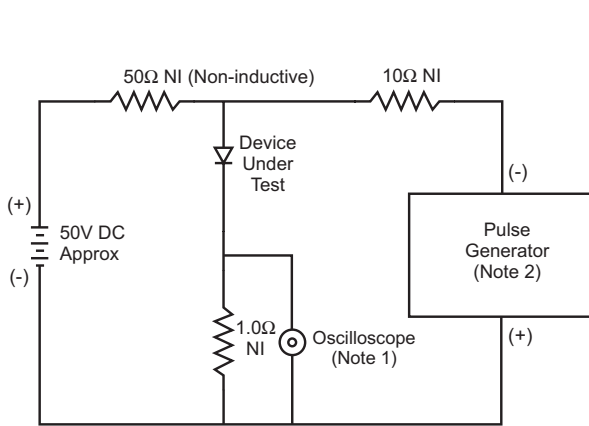 50Ω NI (Non-inductive)
10Ω NI
Device
Under
Test
(-)
(+)
50V DC
Approx
(-)
Pulse
Generator
(Note 2)
1.0Ω
NI
Oscilloscope
(Note 1)
(+)